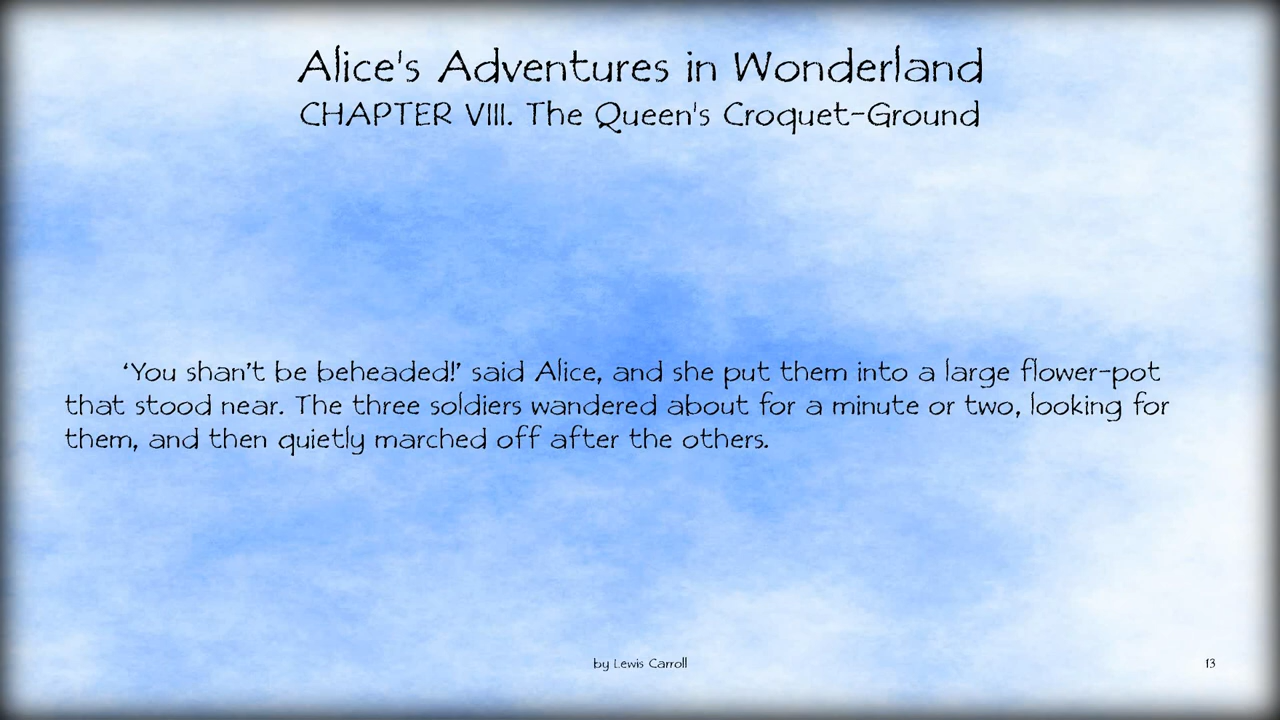 Alice's Adventures in Wonderland
CHAPTER VIII. The Queen's Croquet-Ground
‘You shan’t be beheaded!’ said Alice, and she put them into a large flower-pot
that stood near. The three soldiers wandered about for a minute or two, looking for
them, and then quietly marched off after the others.
by Lewis Carroll
13